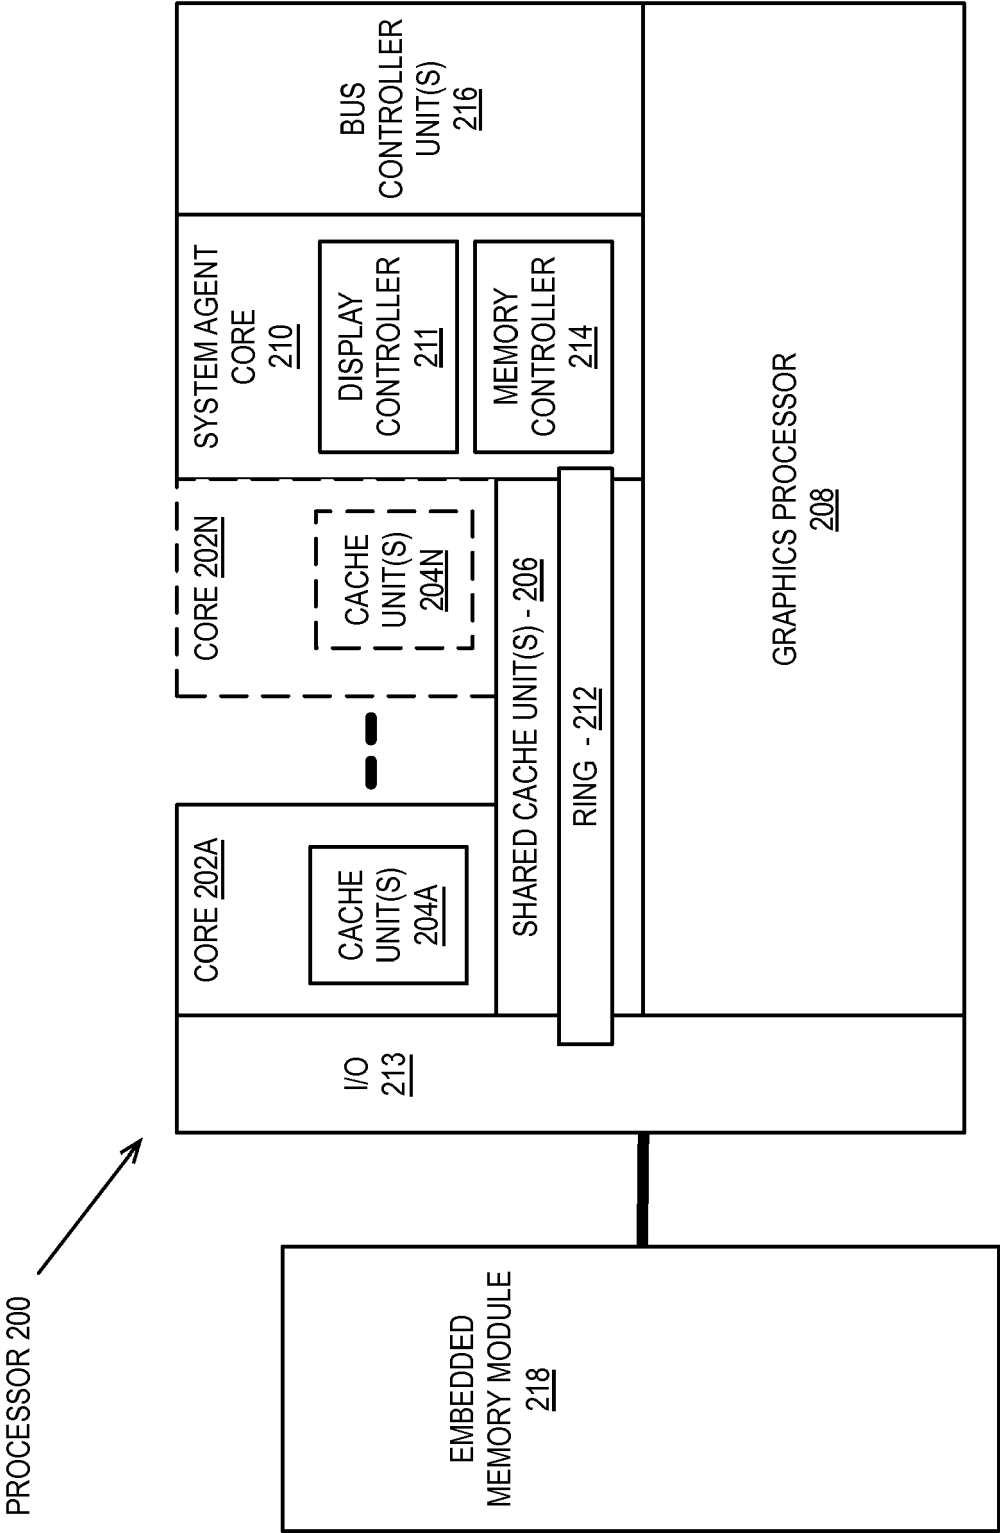 PROCESSOR 200
EMBEDDED
MEMORY MODULE
218
I/O
213
CORE 202A
CACHE
UNIT(S)
204A
CORE 202N
CACHE
UNIT(S)
204N
SHARED CACHE UNIT(S) - 206
RING - 212
SYSTEM AGENT
CORE
210
DISPLAY
CONTROLLER
211
MEMORY
CONTROLLER
214
BUS
CONTROLLER
UNIT(S)
216
GRAPHICS PROCESSOR
208